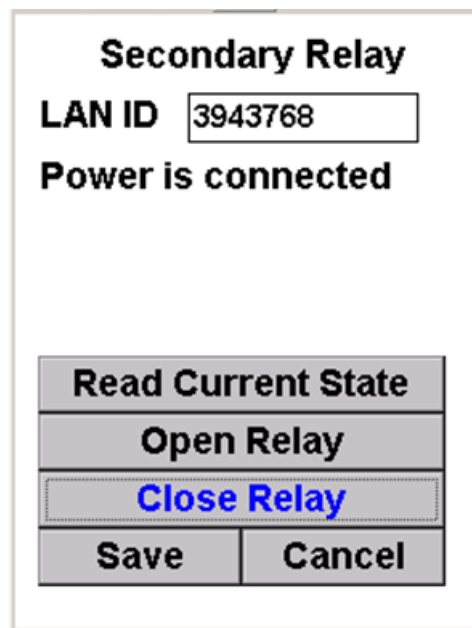 Secondary Relay
LAN ID 3943768
Power is connected
Read Current State
Open Relay
Close Relay
Save Cancel